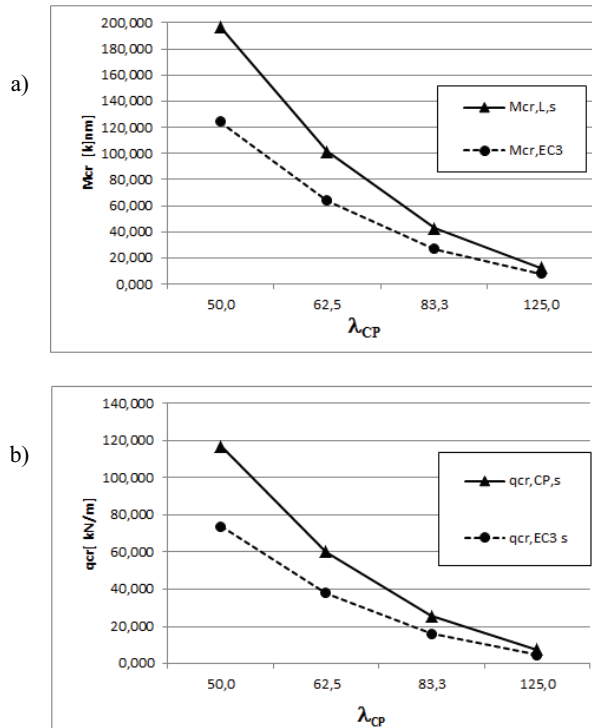 a)
200,000
180,000
160,000
140,000
120,000
100,000
80,000
60,000
40,000
20,000
0,000
Mcr [kNm]
50,0 62,5 83,3 125,0
λCP
Mcr,L,s
Mcr,EC3
b)
140,000
120,000
100,000
80,000
60,000
40,000
20,000
0,000
qcr[ kN/m]
50,0 62,5 83,3 125,0
λCP
qcr,CP,s
qcr,EC3 s